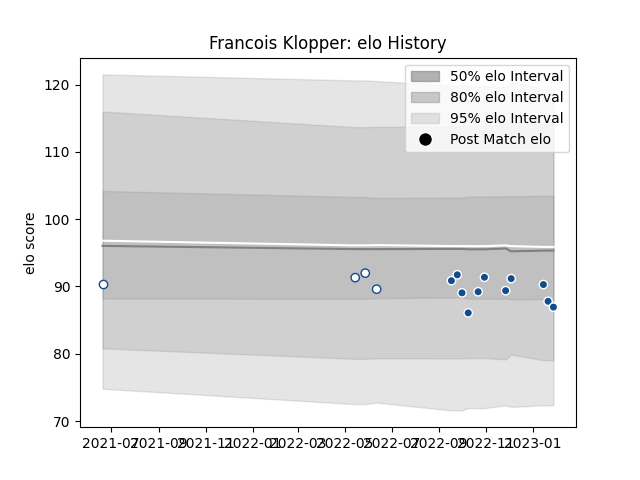 Francois Klopper: elo History
50% elo Interval
80% elo Interval
95% elo Interval
Post Match elo
elo score
120
110
100
90
80
70
2021-07 2021-09 2021-11 2022-01 2022-03 2022-05 2022-07 2022-09 2022-11 2023-01